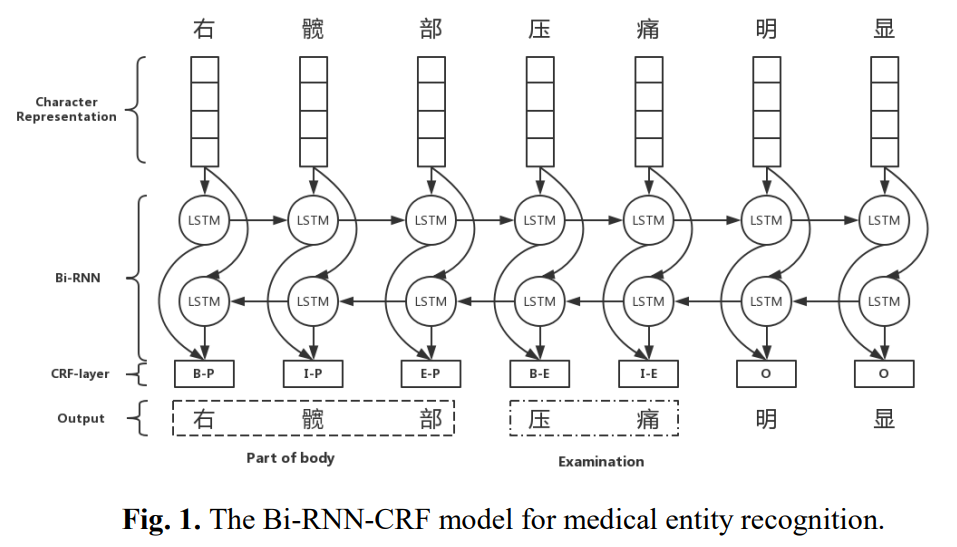 右 髋 部 压 痛 明 显
Character
Representation
LSTM LSTM LSTM LSTM LSTM LSTM LSTM
Bi-RNN
LSTM LSTM LSTM LSTM LSTM LSTM LSTM
CRF-layer B-P I-P E-P B-E I-E O O
Output 右 髋 部 压 痛 明 显
Part of body Examination
Fig. 1. The Bi-RNN-CRF model for medical entity recognition.